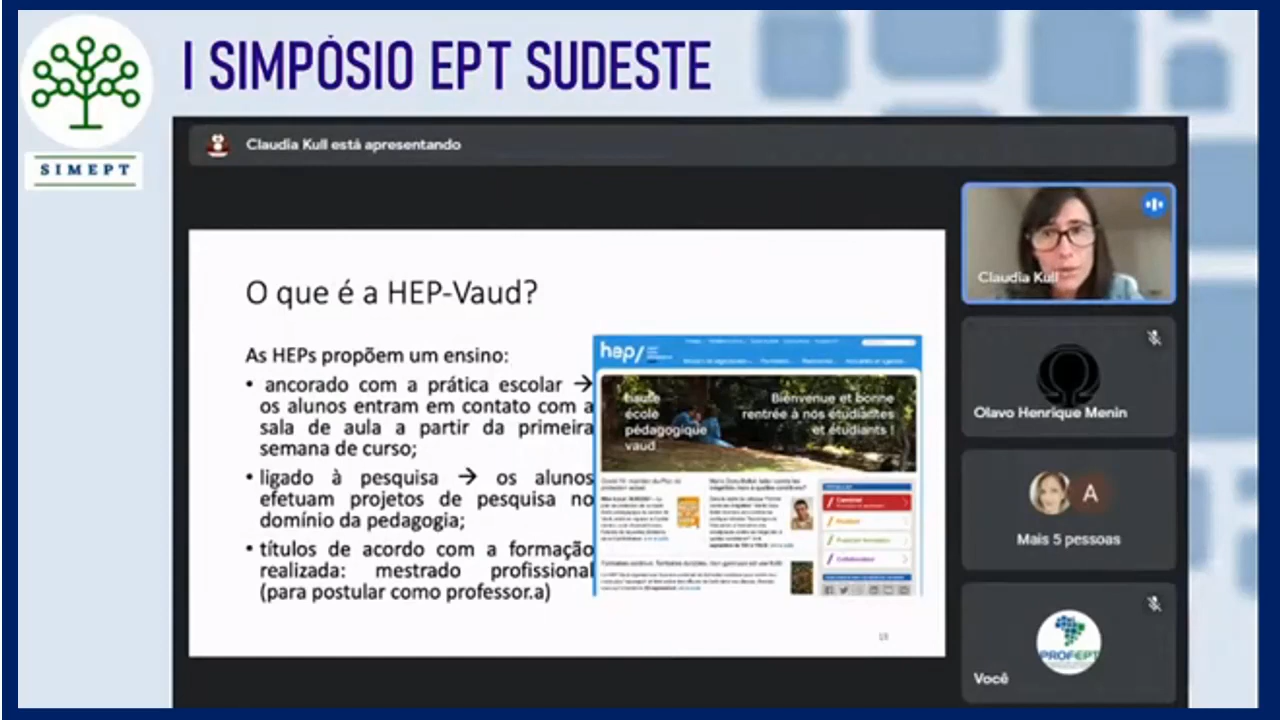 I SIMPÓSIO EPT SUDESTE
SIMEPT
Claudia Kull está apresentando
O que é a HEP-Vaud?
As HEPs propõem um ensino:
• ancorado com a prática escolar →
os alunos entram em contato com a
sala de aula a partir da primeira
semana de curso;
• ligado à pesquisa → os alunos
efetuam projetos de pesquisa no
domínio da pedagogia;
• títulos de acordo com a formação
realizada: mestrado profissional
(para postular como professor.a)
hep/
haute
école
pédagogique
vaud
Bienvenue et bonne
rentrée à nos étudiantes
et étudiants !
19
Claudia Kull
Olavo Henrique Menin
A
Mais 5 pessoas
PROFEPT
Você